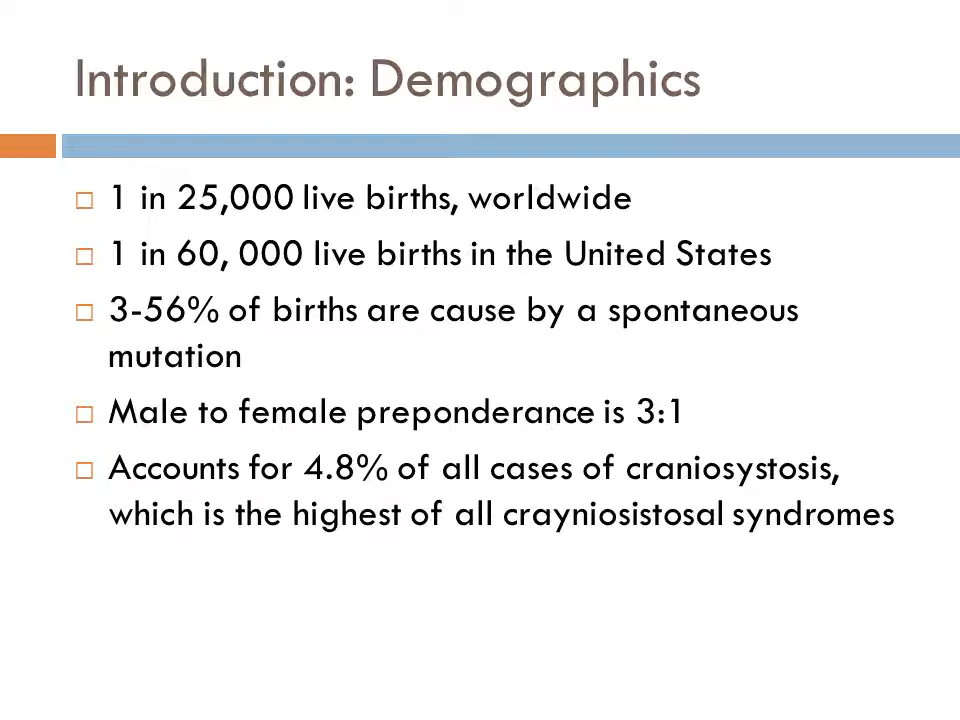 Introduction: Demographics
1 in 25,000 live births, worldwide
1 in 60, 000 live births in the United States
3-56% of births are cause by a spontaneous
mutation
Male to female preponderance is 3:1
Accounts for 4.8% of all cases of craniosystosis,
which is the highest of all crayniosistosal syndromes